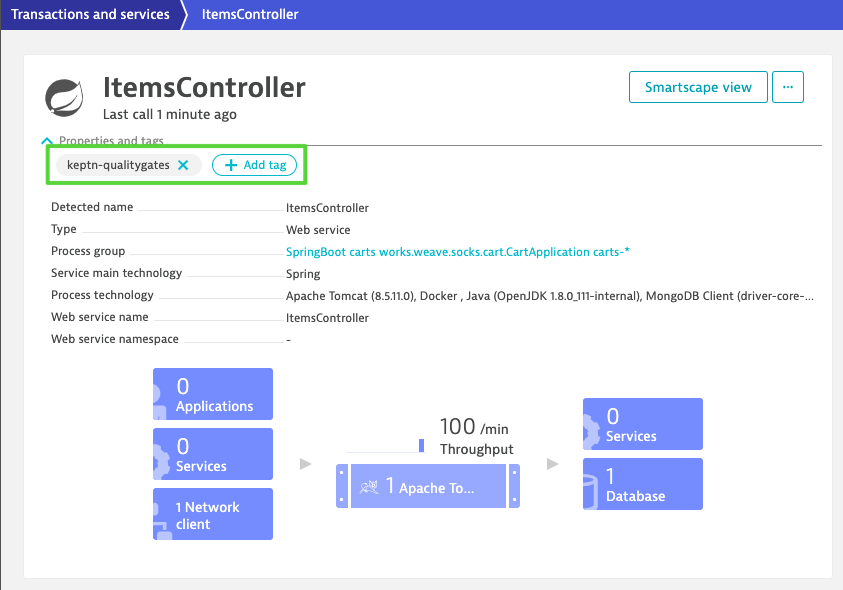 Transactions and services ItemsController
ItemsController
Last call 1 minute ago
Smartscape view ...
Properties and tags
keptn-qualitygates Add tag
Detected name ItemsController
Type Web service
Process group SpringBoot carts works.weave.socks.cart.CartApplication carts-*
Service main technology Spring
Process technology Apache Tomcat (8.5.11.0), Docker , Java (OpenJDK 1.8.0_111-internal), MongoDB Client (driver-core-...
Web service name ItemsController
Web service namespace -
0
Applications
0
Services
1 Network
client
100 /min
Throughput
1 Apache To...
0
Services
1
Database